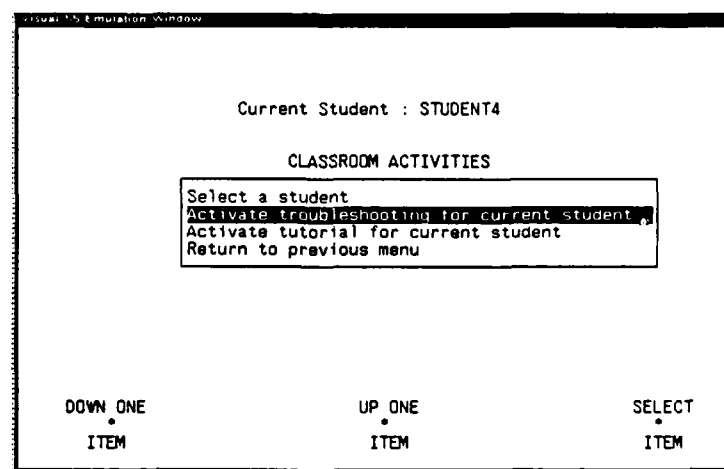 Visual 55 Emulation Window
Current Student : STUDENT4
CLASSROOM ACTIVITIES
Select a student
Activate troubleshooting for current student
Activate tutorial for current student
Return to previous menu
DOWN ONE UP ONE SELECT
* * *
ITEM ITEM ITEM